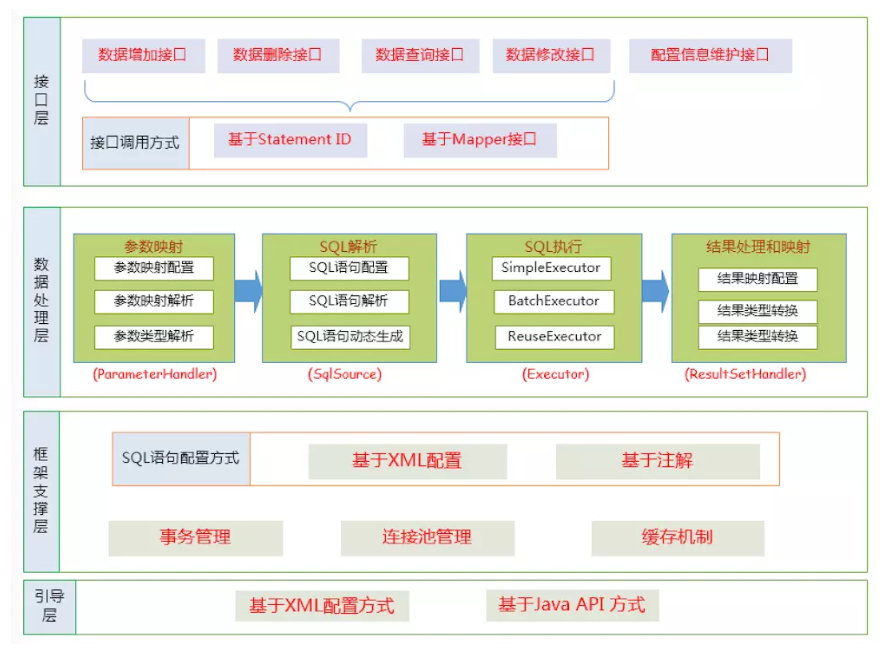 接口层
数据增加接口
数据删除接口
数据查询接口
数据修改接口
配置信息维护接口
接口调用方式
基于Statement ID
基于Mapper接口
数据处理层
参数映射
参数映射配置
参数映射解析
参数类型解析
(ParameterHandler)
SQL解析
SQL语句配置
SQL语句解析
SQL语句动态生成
(SqlSource)
SQL执行
SimpleExecutor
BatchExecutor
ReuseExecutor
(Executor)
结果处理和映射
结果映射配置
结果类型转换
结果类型转换
(ResultSetHandler)
框架支撑层
SQL语句配置方式
基于XML配置
基于注解
事务管理
连接池管理
缓存机制
引导层
基于XML配置方式
基于Java API 方式